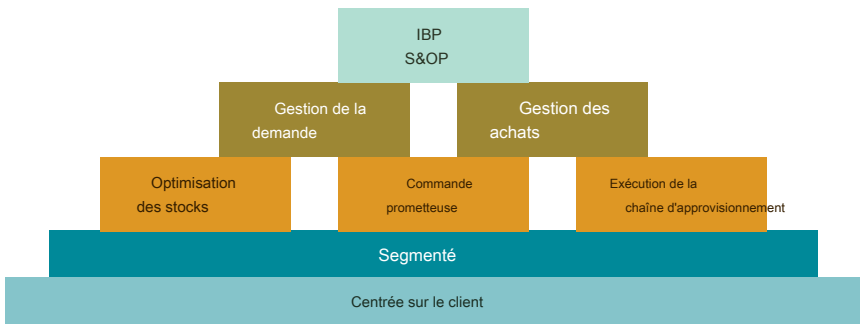 IBP
S&OP
Gestion de la
demande
Gestion des
achats
Optimisation
des stocks
Commande
prometteuse
Exécution de la
chaîne d'approvisionnement
Segmenté
Centrée sur le client